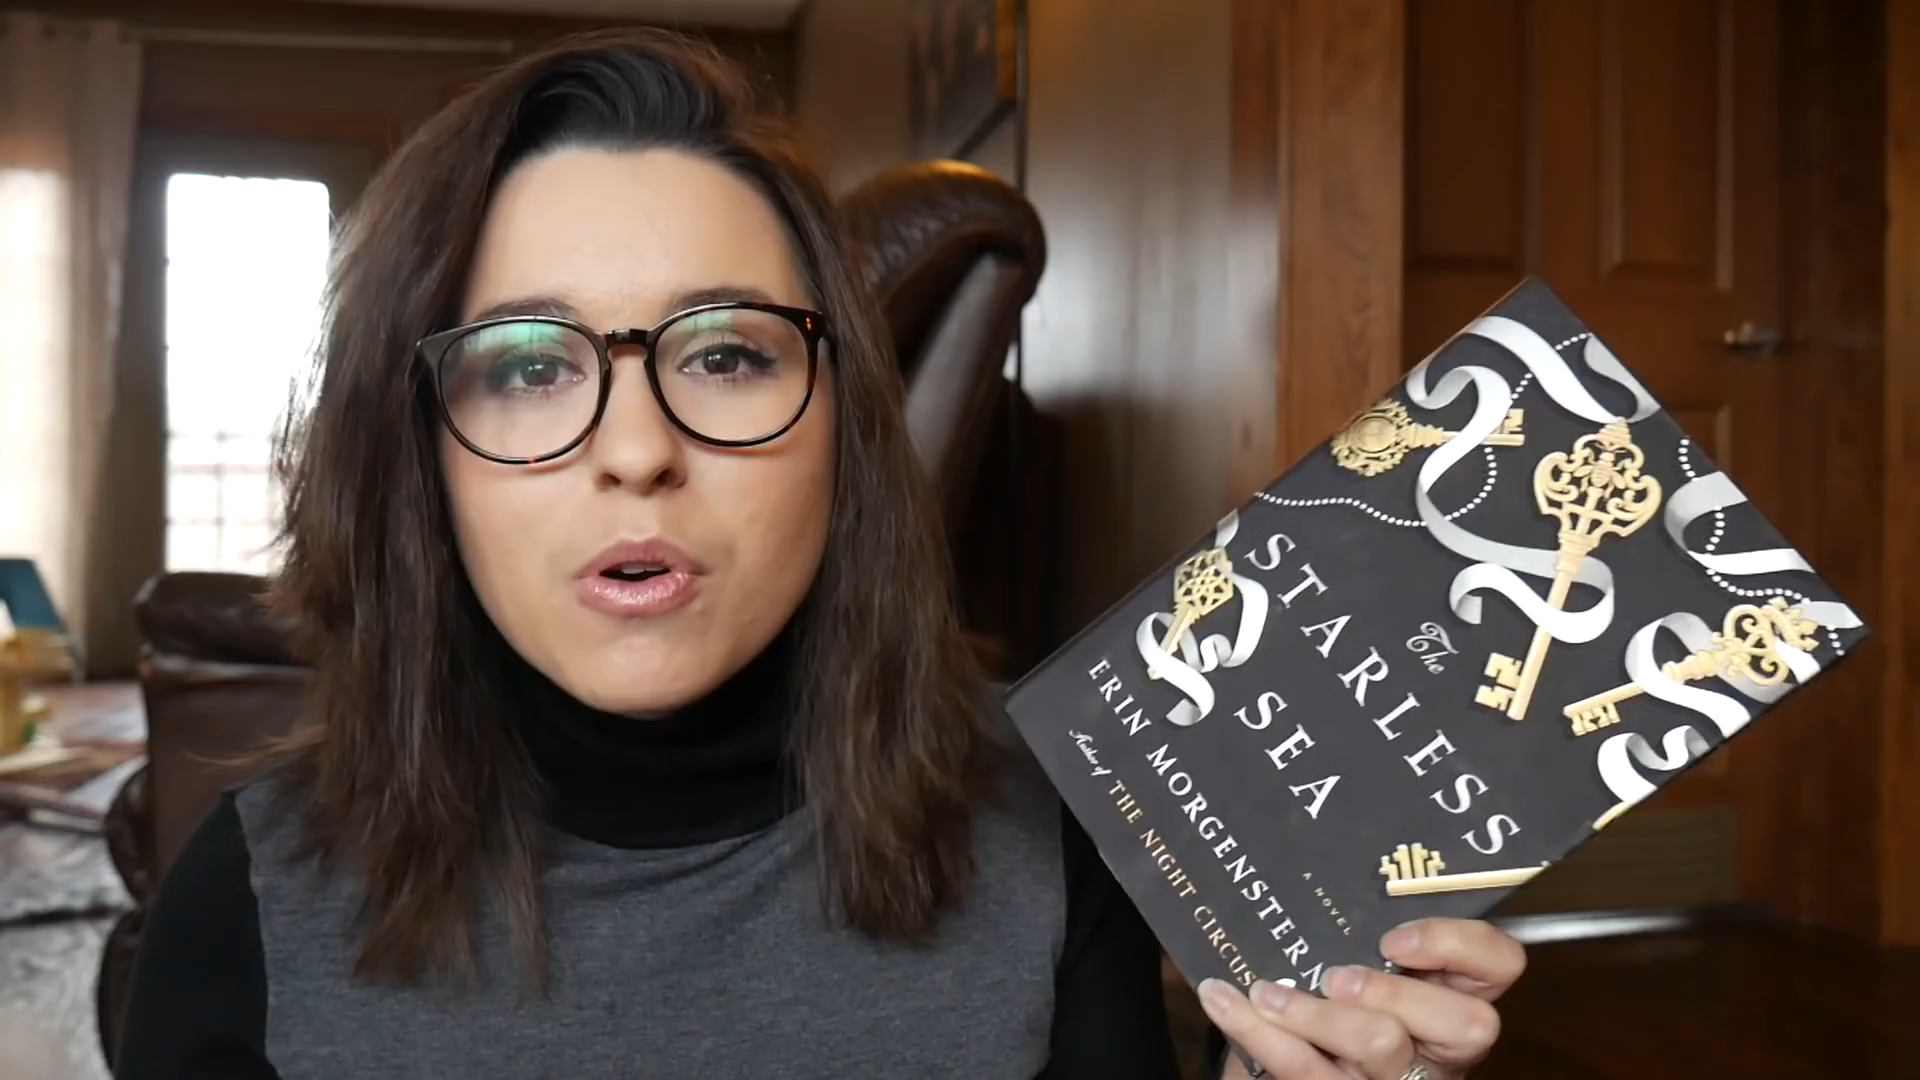 The
STARLESS
SEA
A NOVEL
ERIN MORGENSTERN
Author of THE NIGHT CIRCUS